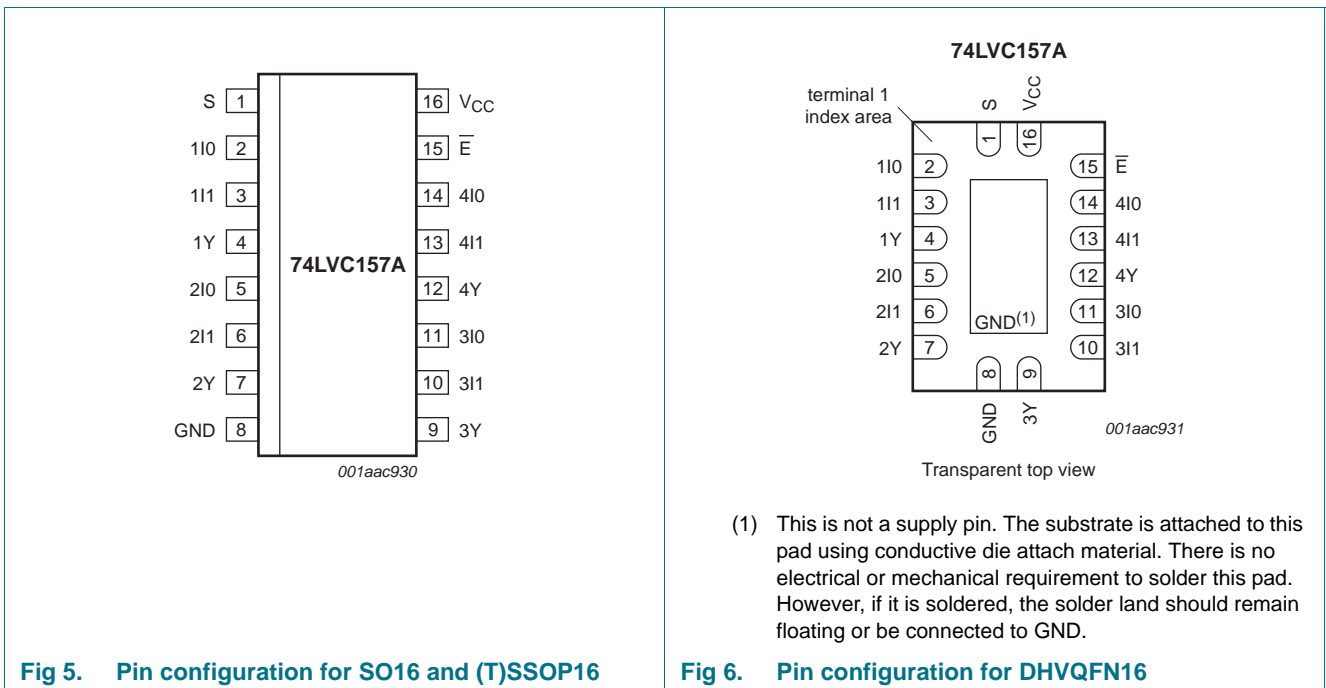 S 1
1I0 2
1I1 3
1Y 4
2I0 5
2I1 6
2Y 7
GND 8
74LVC157A
16 VCC
15 E̅
14 4I0
13 4I1
12 4Y
11 3I0
10 3I1
9 3Y
001aac930
Fig 5. Pin configuration for SO16 and (T)SSOP16
74LVC157A
terminal 1
index area
S
VCC
1
16
1I0 2
1I1 3
1Y 4
2I0 5
2I1 6
2Y 7
15 E̅
14 4I0
13 4I1
12 4Y
11 3I0
10 3I1
GND(1)
8
9
GND
3Y
001aac931
Transparent top view
(1) This is not a supply pin. The substrate is attached to this
pad using conductive die attach material. There is no
electrical or mechanical requirement to solder this pad.
However, if it is soldered, the solder land should remain
floating or be connected to GND.
Fig 6. Pin configuration for DHVQFN16